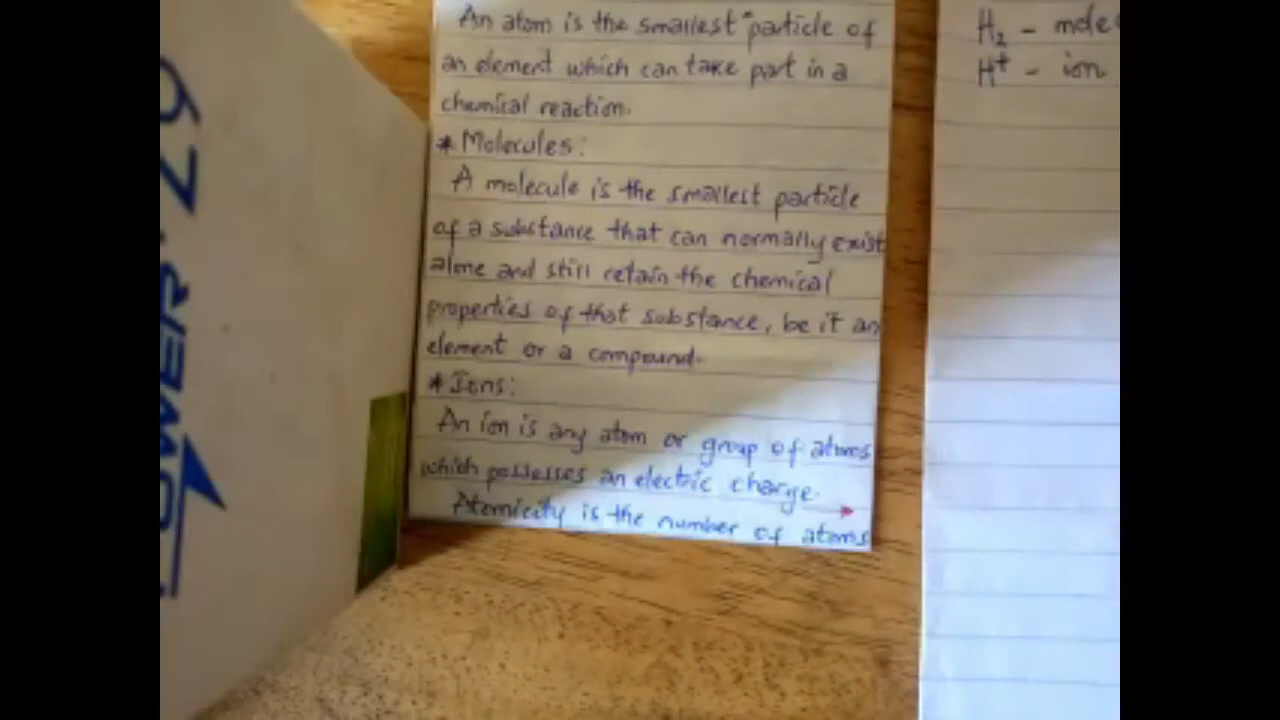 An atom is the smallest particle of
an element which can take part in a
chemical reaction.
* Molecules:
A molecule is the smallest particle
of a substance that can normally exist
alone and still retain the chemical
properties of that substance, be it an
element or a compound.
* Ions:
An ion is any atom or group of atoms
which possesses an electric charge.
Atomicity is the number of atoms
H₂ - mole
H⁺ - ion